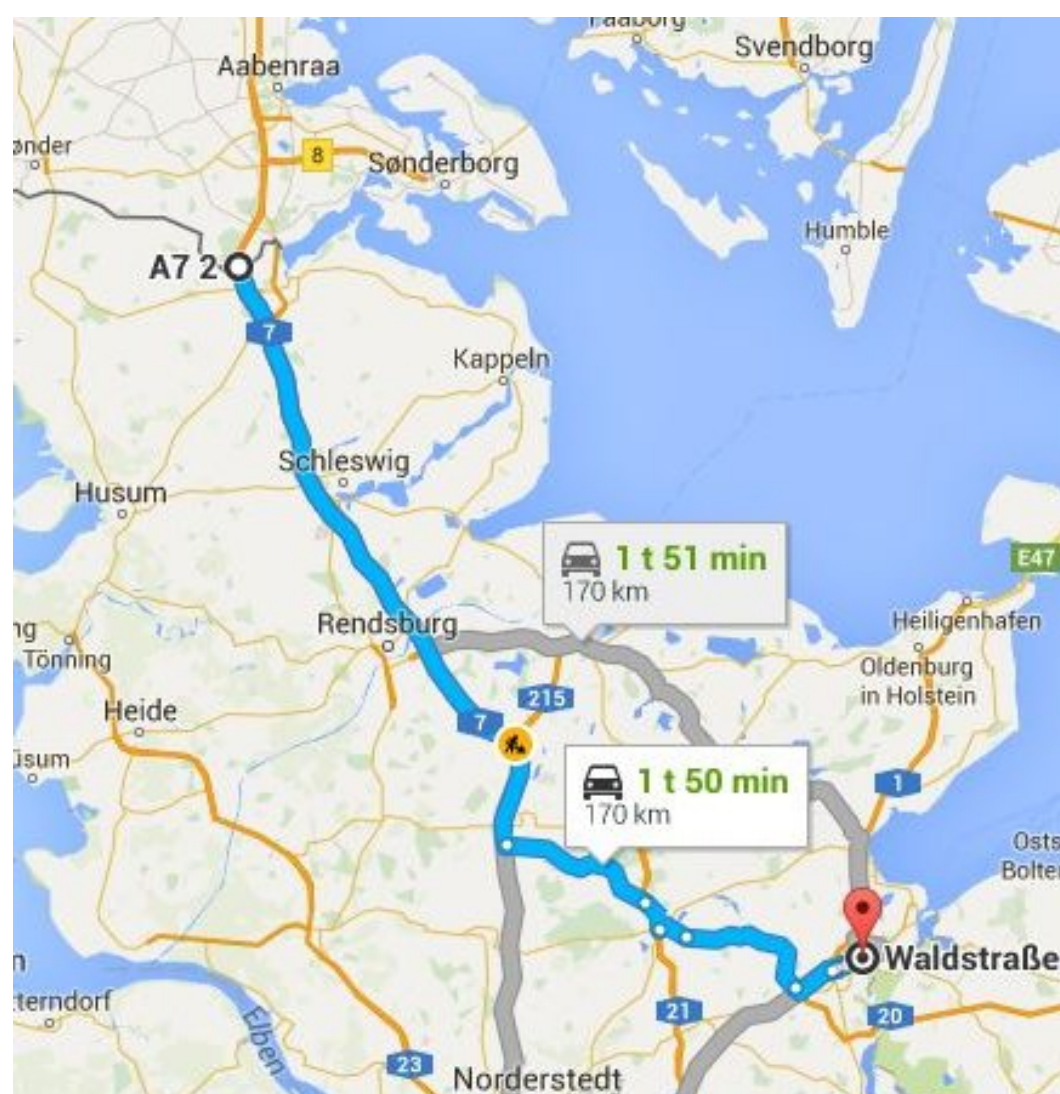 Svendborg
Aabenraa
8
Sønderborg
Humble
A7 2
7
Kappeln
Schleswig
Husum
1 t 51 min
170 km
E47
Rendsburg
Heiligenhafen
Tönning
Oldenburg
in Holstein
215
Heide
7
1 t 50 min
170 km
1
Waldstraße
21
20
Elben
23
Norderstedt